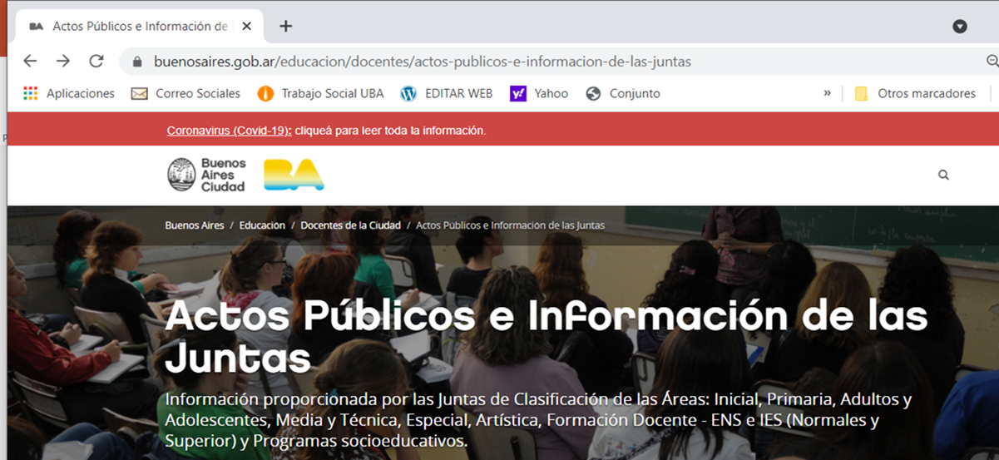 BA Actos Públicos e Información de
buenosaires.gob.ar/educacion/docentes/actos-publicos-e-informacion-de-las-juntas
Aplicaciones Correo Sociales Trabajo Social UBA EDITAR WEB y! Yahoo Conjunto » Otros marcadores
Coronavirus (Covid-19): cliqueá para leer toda la información.
Buenos
Aires
Ciudad
BA
Buenos Aires / Educación / Docentes de la Ciudad / Actos Públicos e Información de las Juntas
Actos Públicos e Información de las
Juntas
Información proporcionada por las Juntas de Clasificación de las Áreas: Inicial, Primaria, Adultos y
Adolescentes, Media y Técnica, Especial, Artística, Formación Docente - ENS e IES (Normales y
Superior) y Programas socioeducativos.